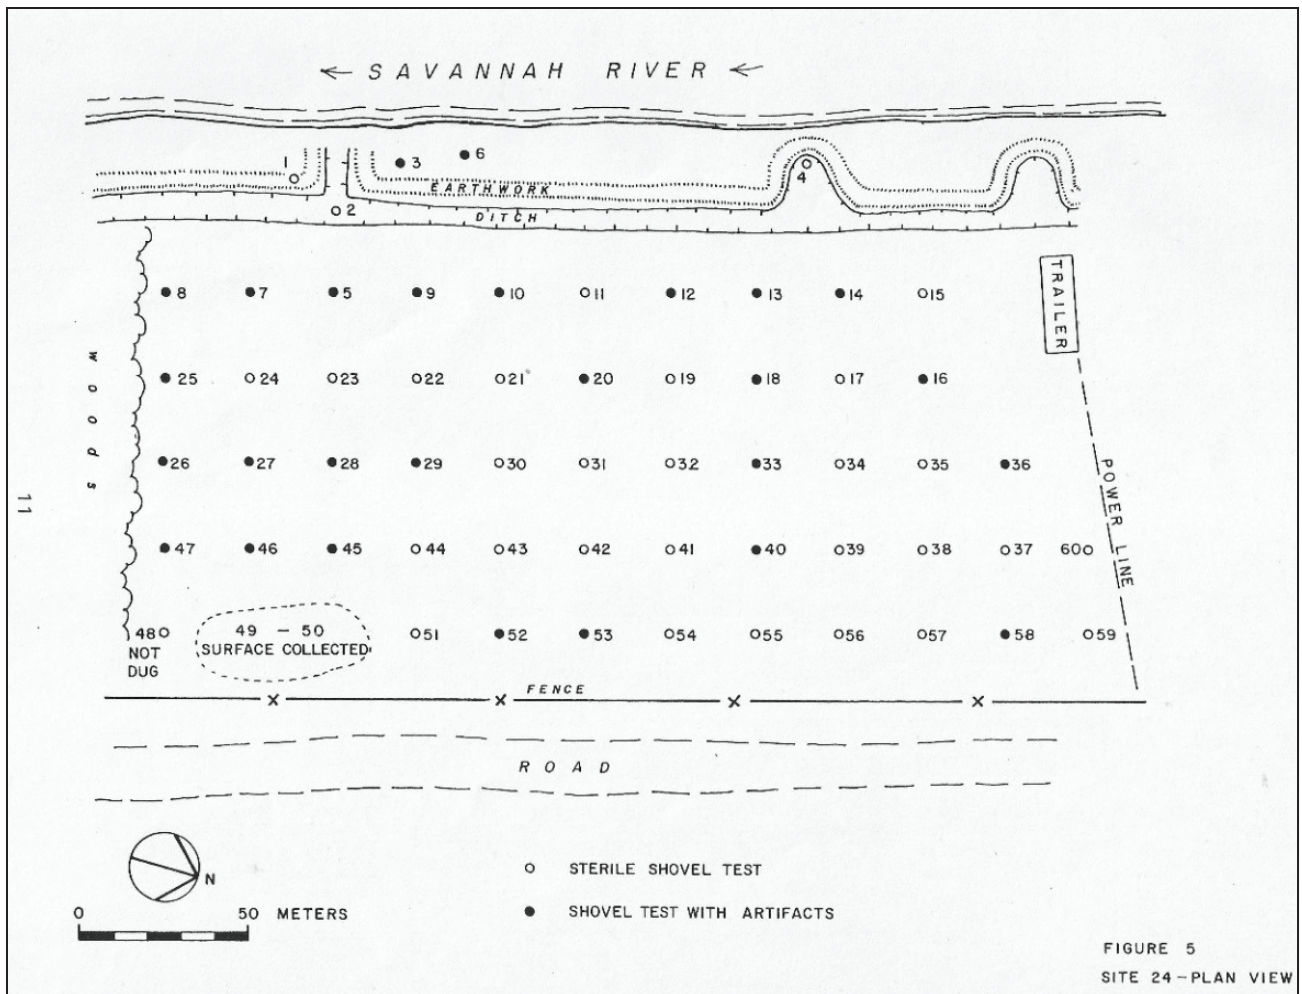 ← SAVANNAH RIVER ←
1 3 6
EARTHWORK 4
2 DITCH
8 7 5 9 10 11 12 13 14 15
TRAILER
WOODS
25 24 23 22 21 20 19 18 17 16
26 27 28 29 30 31 32 33 34 35 36
POWER LINE
11
47 46 45 44 43 42 41 40 39 38 37 60
48 49 – 50 51 52 53 54 55 56 57 58 59
NOT SURFACE COLLECTED
DUG
FENCE
ROAD
N
0 50 METERS
STERILE SHOVEL TEST
SHOVEL TEST WITH ARTIFACTS
FIGURE 5
SITE 24 – PLAN VIEW